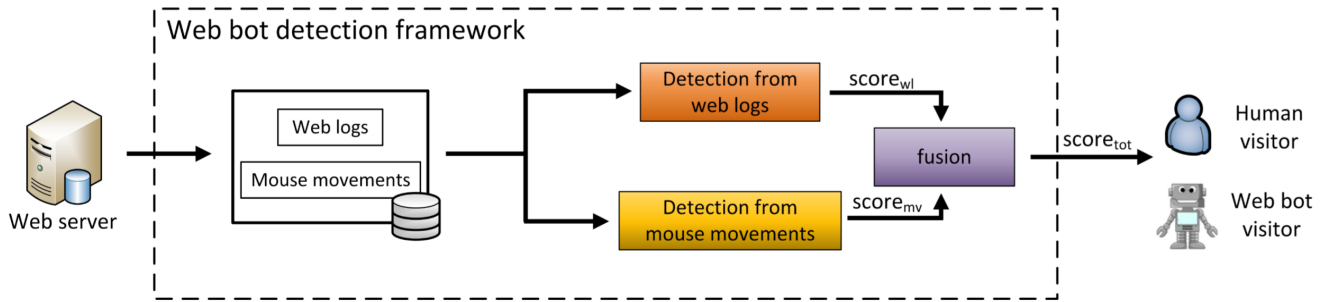 Web bot detection framework
Web server
Web logs
Mouse movements
Detection from
web logs
Detection from
mouse movements
score_wl
score_mv
fusion
score_tot
Human
visitor
Web bot
visitor